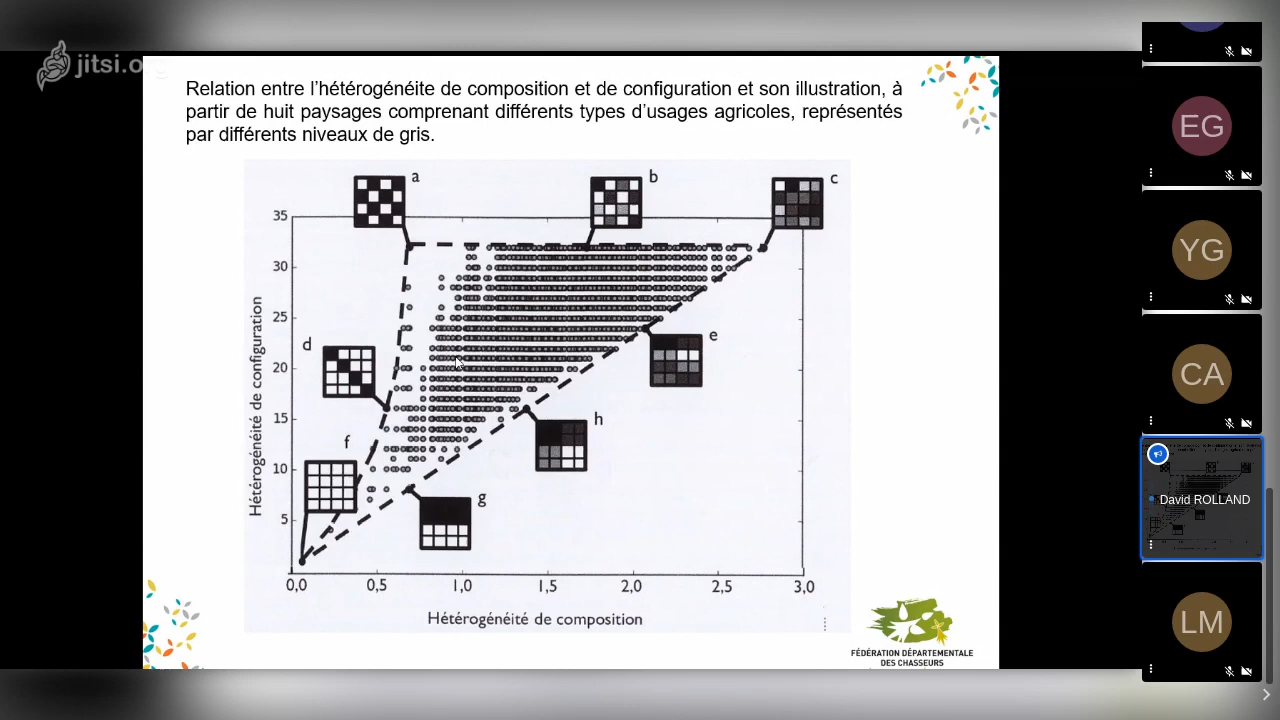 jitsi.org
Relation entre l'hétérogénéite de composition et de configuration et son illustration, à
partir de huit paysages comprenant différents types d'usages agricoles, représentés
par différents niveaux de gris.
a
b
c
35
30
25
20
15
10
5
d
e
f
g
h
Hétérogénéité de configuration
0,0
0,5
1,0
1,5
2,0
2,5
3,0
Hétérogénéité de composition
FÉDÉRATION DÉPARTEMENTALE
DES CHASSEURS
EG
YG
CA
David ROLLAND
LM